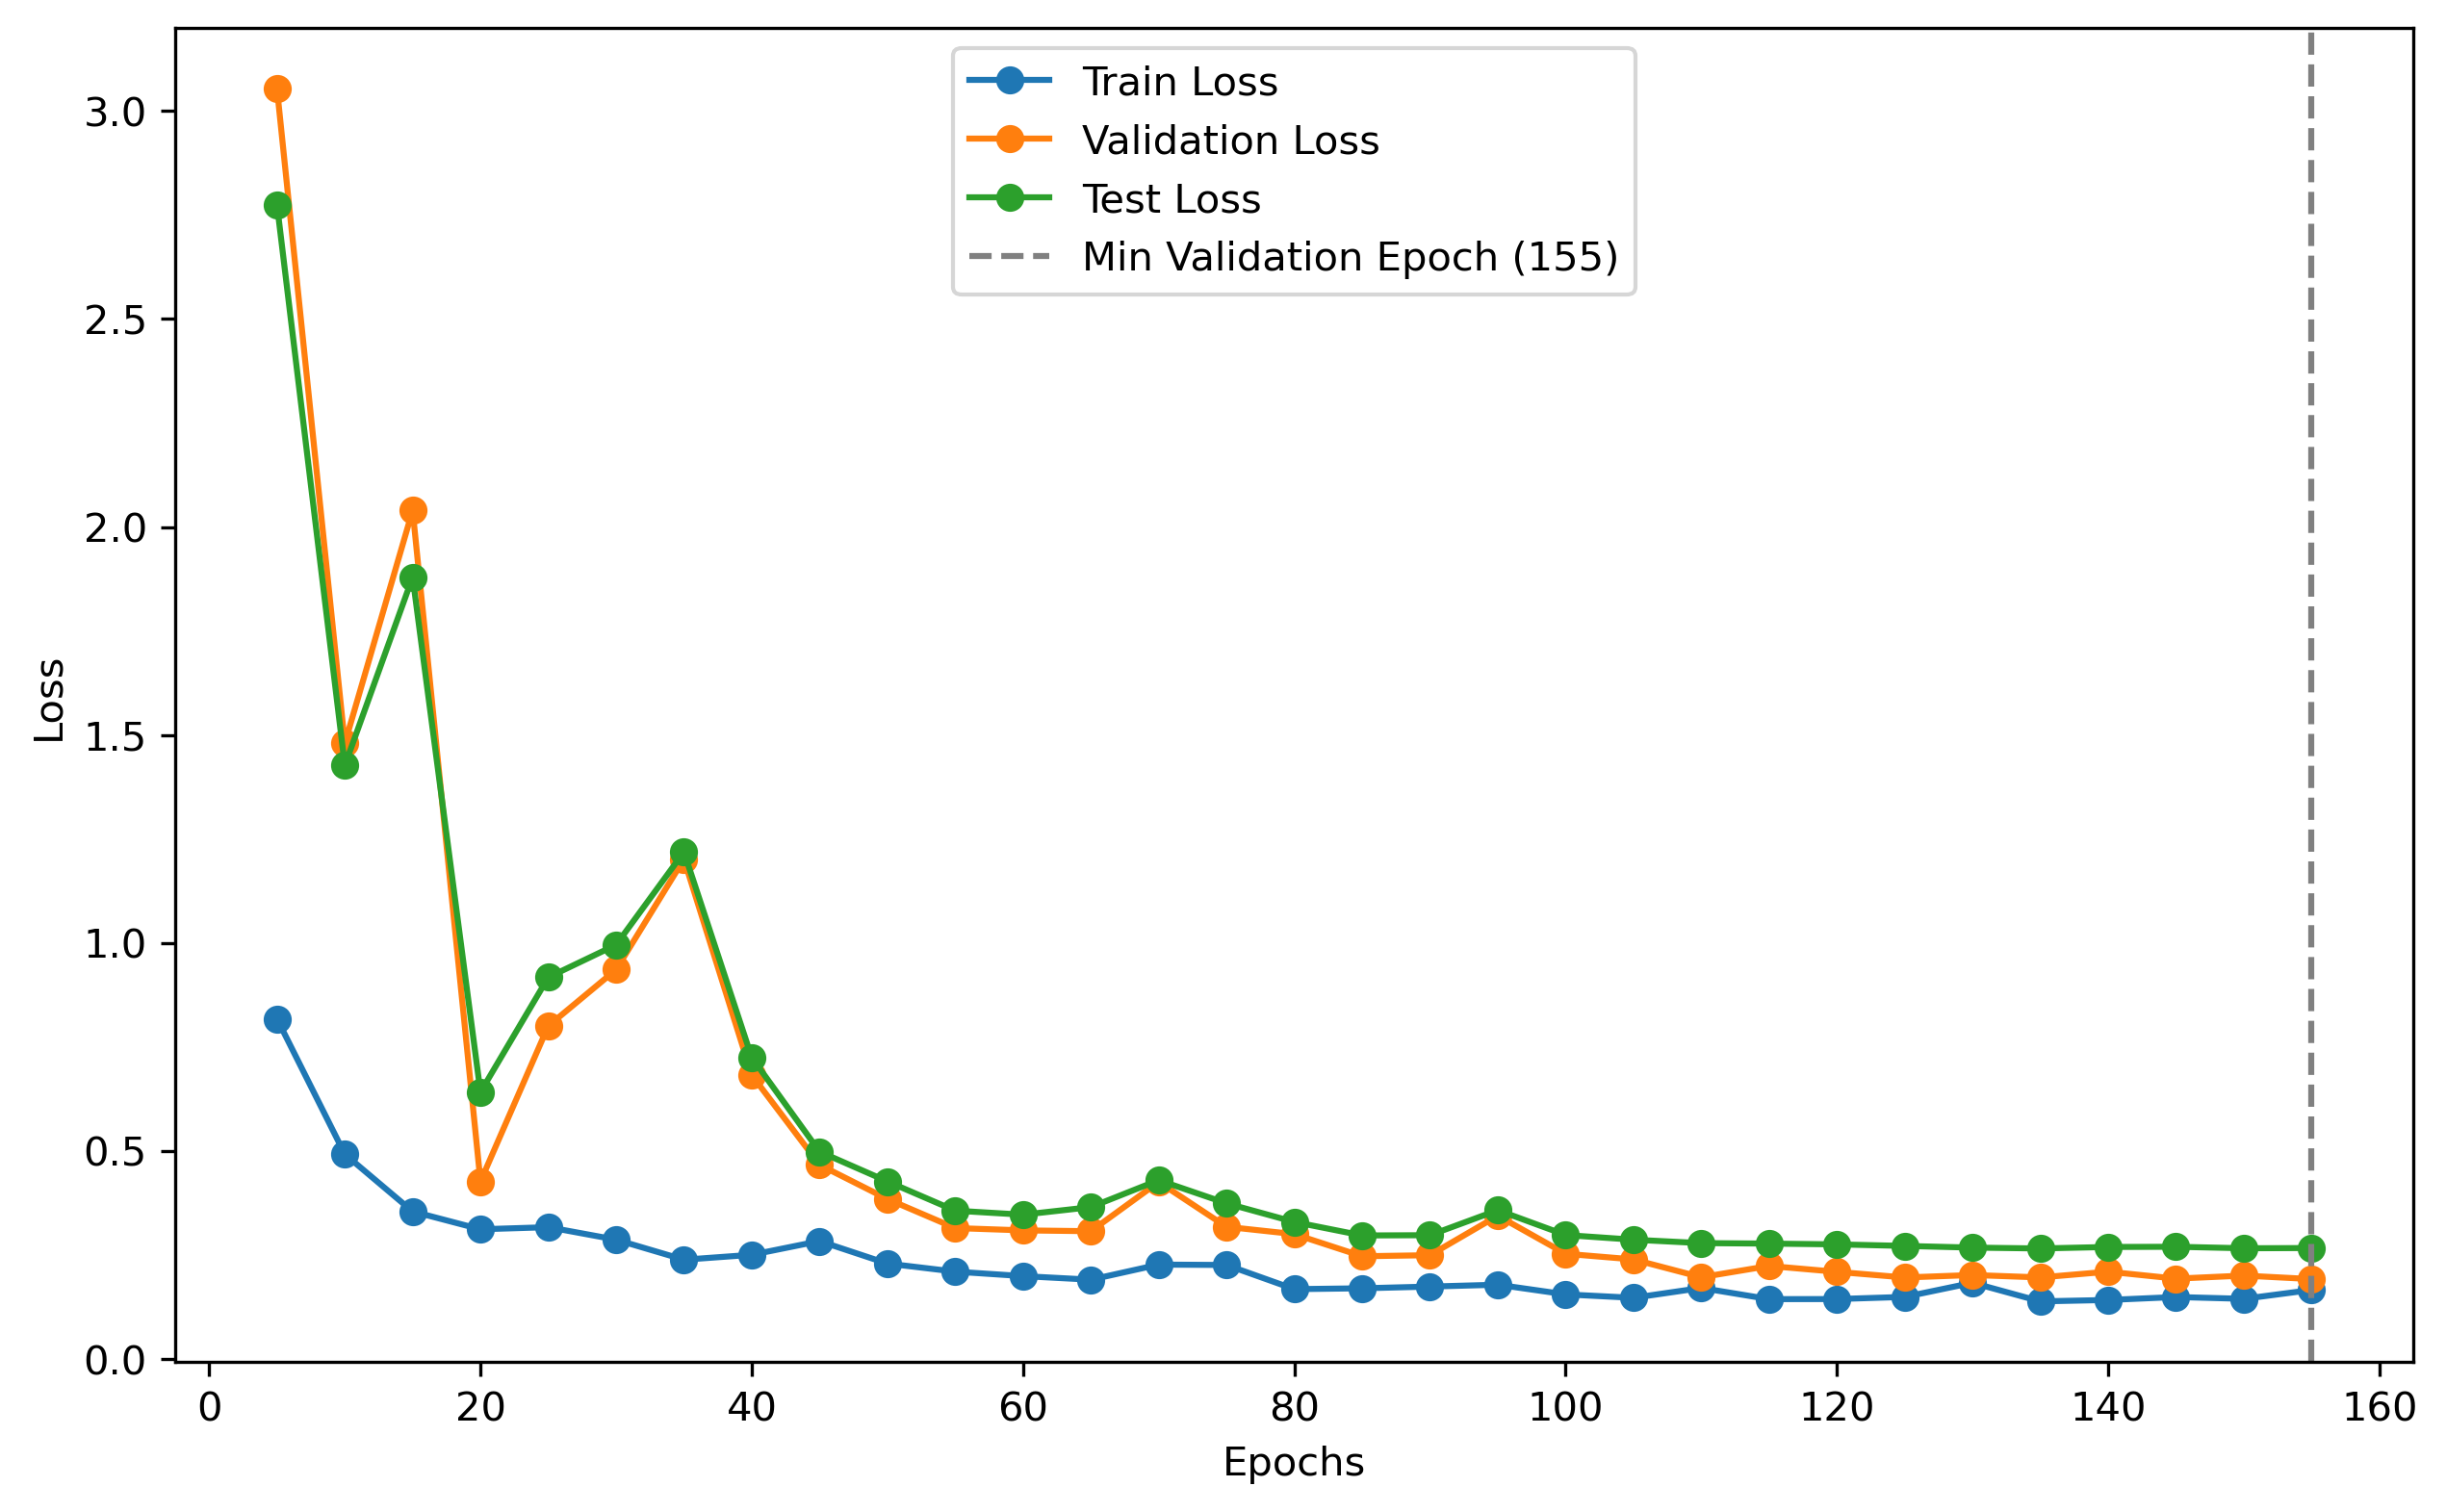 Train Loss
Validation Loss
Test Loss
Min Validation Epoch (155)
3.0
2.5
2.0
1.5
1.0
0.5
0.0
Loss
0 20 40 60 80 100 120 140 160
Epochs